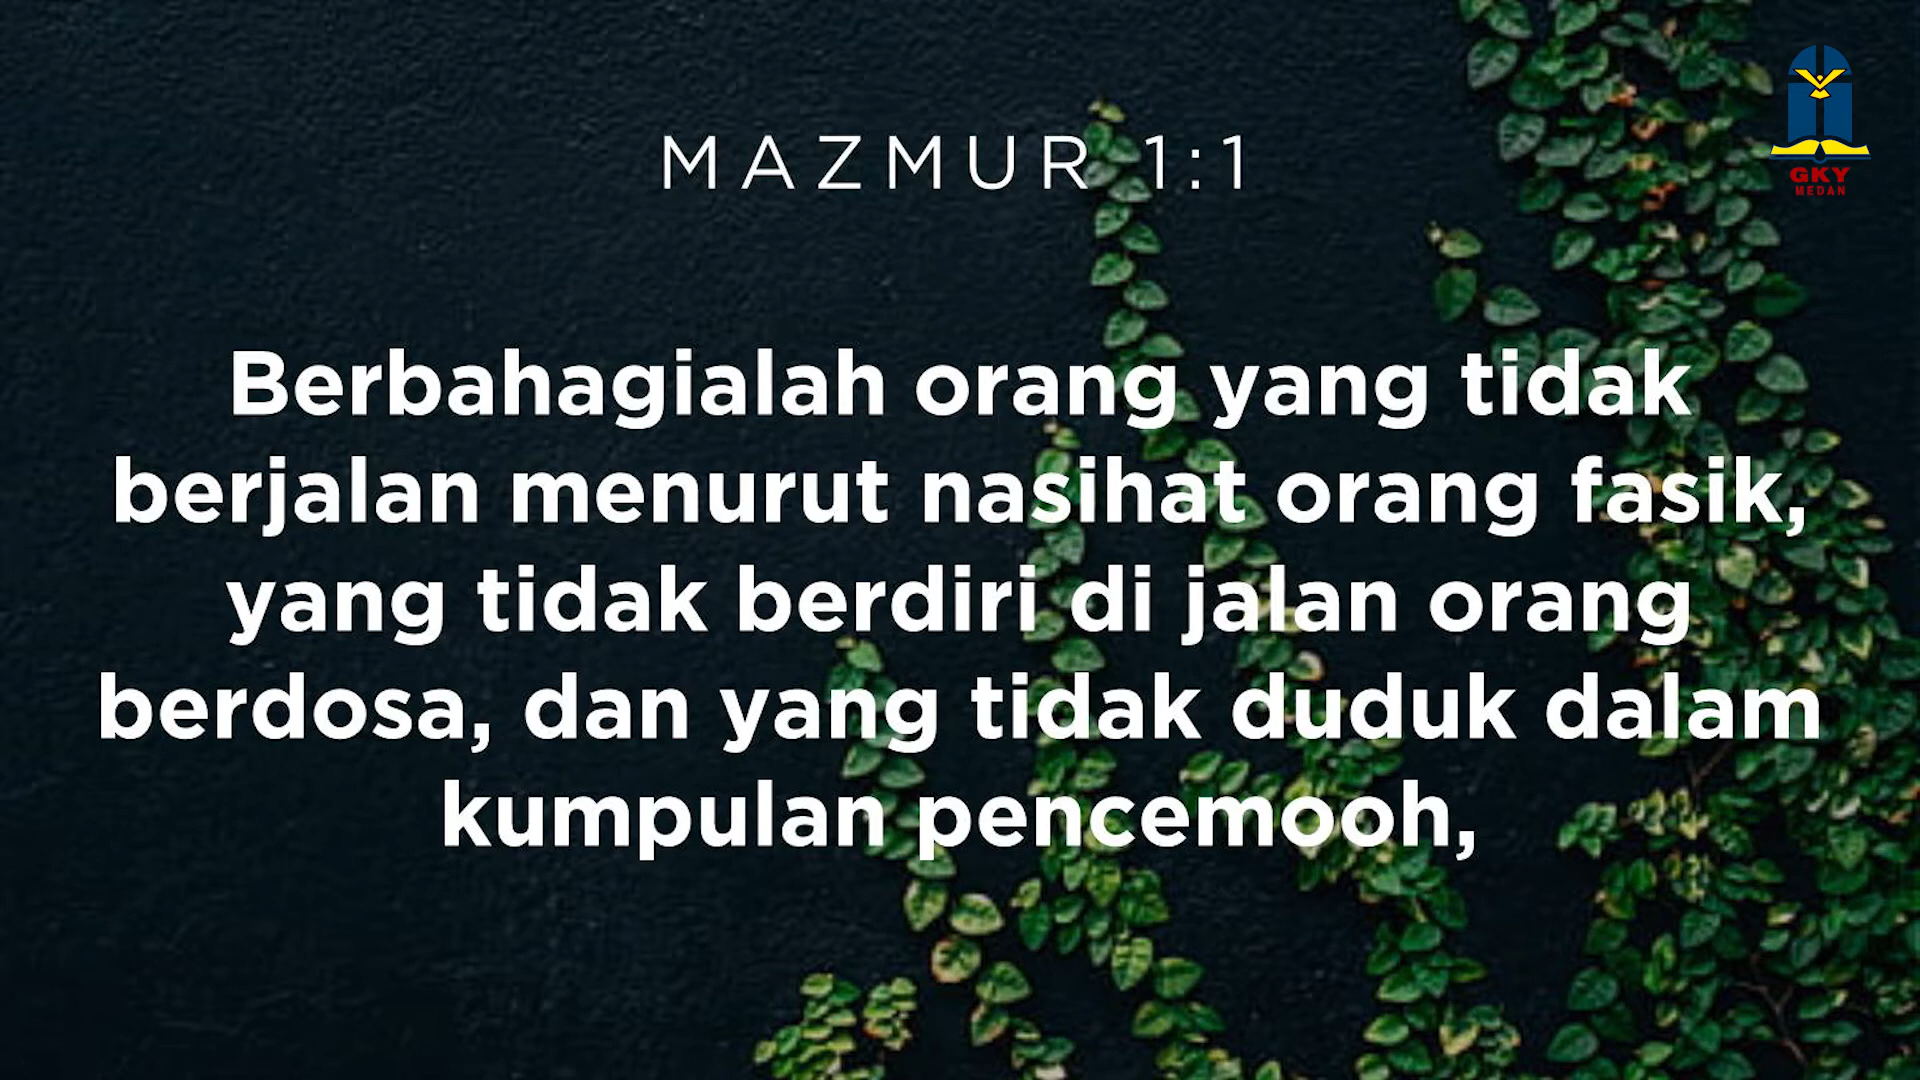 MAZMUR 1:1
GKY
MEDAN
Berbahagialah orang yang tidak
berjalan menurut nasihat orang fasik,
yang tidak berdiri di jalan orang
berdosa, dan yang tidak duduk dalam
kumpulan pencemooh,